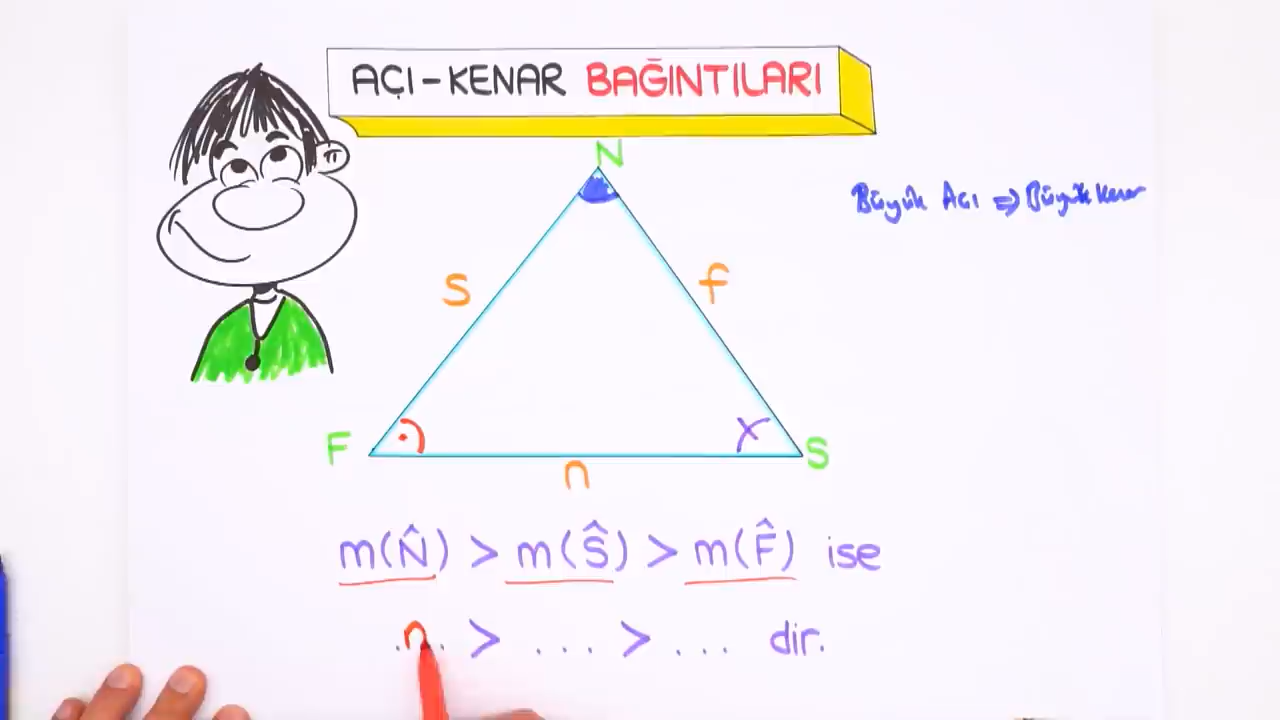 AÇI-KENAR BAĞINTILARI
N
Büyük Açı ⇒ Büyük Kenar
S
f
F
S
n
m(N̂) > m(Ŝ) > m(F̂) ise
.n. > ... > ... dir.